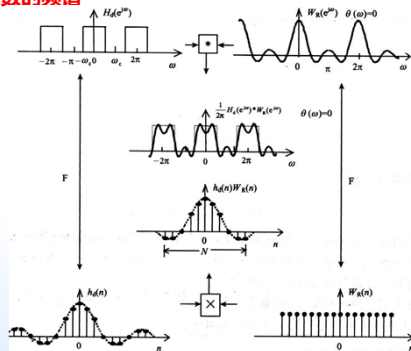 数的频谱
H_d(e^{jω})
-2π -π -ω_c 0 ω_c 2π ω
W_R(e^{jω}) θ(ω)=0
0 π 2π ω
1/2π H_d(e^{jω})*W_R(e^{jω}) θ(ω)=0
-2π 0 2π ω
F
F
h_d(n)W_R(n)
0 n
N
h_d(n)
0 n
×
W_R(n)
0